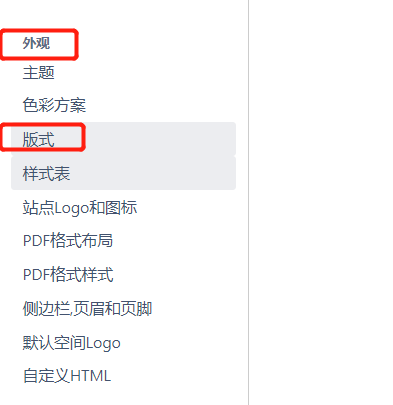 外观
主题
色彩方案
版式
样式表
站点Logo和图标
PDF格式布局
PDF格式样式
侧边栏,页眉和页脚
默认空间Logo
自定义HTML